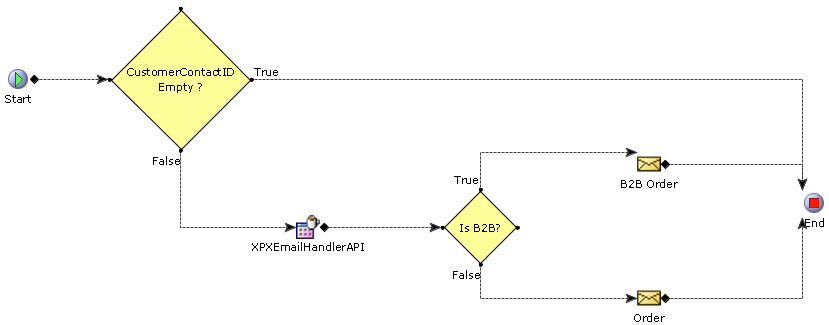 CustomerContactID
Empty ?
True
Start
False
True
B2B Order
Is B2B?
End
XPXEmailHandlerAPI
False
Order